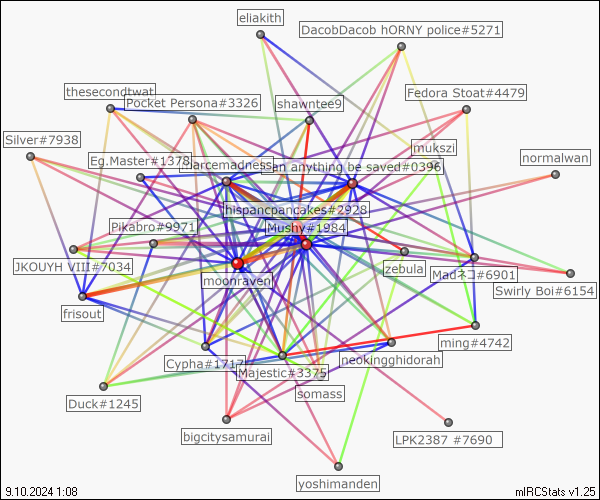 eliakith
DacobDacob hORNY police#5271
thesecondtwat
Pocket Persona#3326
shawntee9
Fedora Stoat#4479
Silver#7938
mukszi
Eg.Master#1378
arcemadness
an anything be saved#0396
normalwan
hispancpancakes#2928
Pikabro#9971
Mushy#1984
JKOUYH VIII#7034
moonraven
zebula
Madネコ#6901
Swirly Boi#6154
frisout
ming#4742
Cypha#1717
Majestic#3375
neokingghidorah
somass
Duck#1245
bigcitysamurai
LPK2387 #7690
yoshimanden
9.10.2024 1:08
mIRCStats v1.25